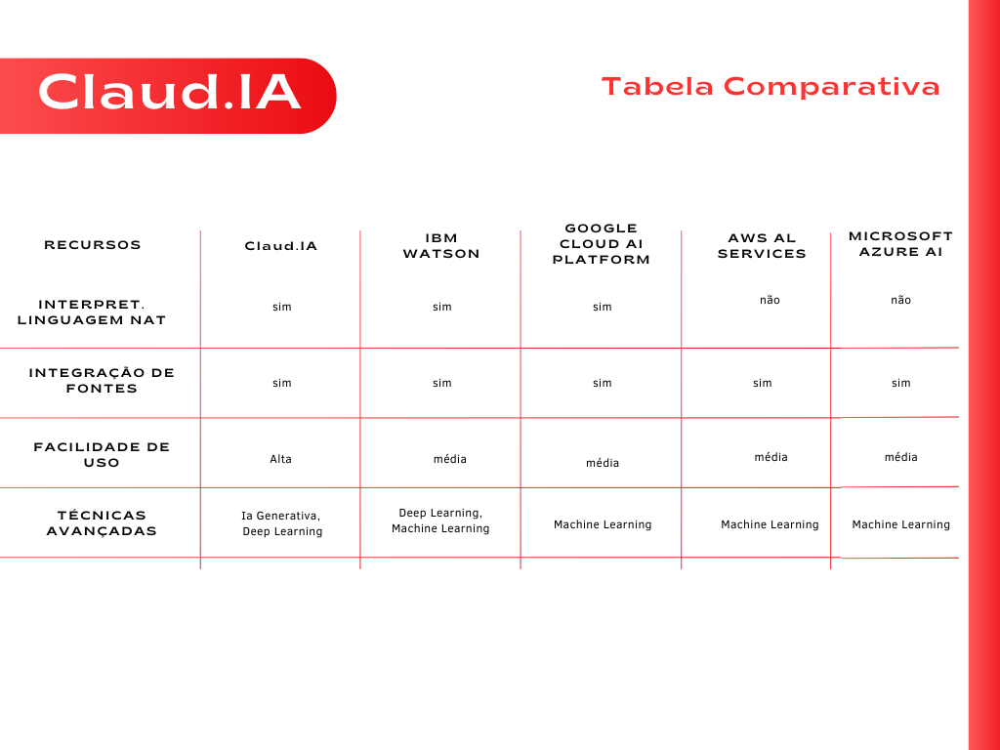 Claud.IA
Tabela Comparativa
RECURSOS
Claud.IA
IBM
WATSON
GOOGLE
CLOUD AI
PLATFORM
AWS AL
SERVICES
MICROSOFT
AZURE AI
INTERPRET.
LINGUAGEM NAT
sim
sim
sim
não
não
INTEGRAÇÃO DE
FONTES
sim
sim
sim
sim
sim
FACILIDADE DE
USO
Alta
média
média
média
média
TÉCNICAS
AVANÇADAS
Ia Generativa,
Deep Learning
Deep Learning,
Machine Learning
Machine Learning
Machine Learning
Machine Learning